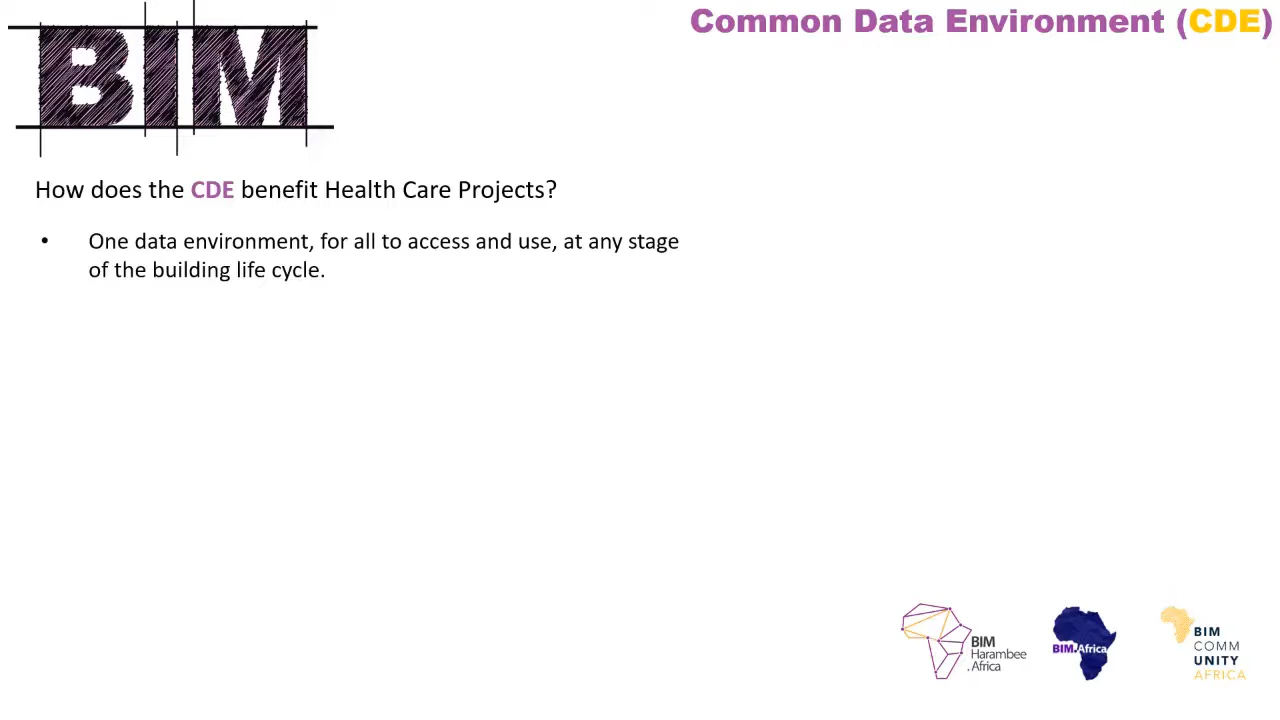 BIM
Common Data Environment (CDE)
How does the CDE benefit Health Care Projects?
• One data environment, for all to access and use, at any stage
of the building life cycle.
BIM
Harambee
.Africa
BIM.Africa
BIM
COMM
UNITY
AFRICA